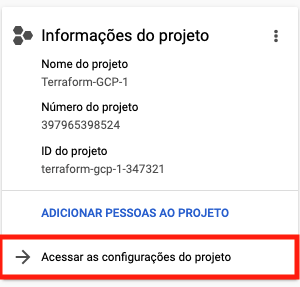 Informações do projeto
Nome do projeto
Terraform-GCP-1
Número do projeto
397965398524
ID do projeto
terraform-gcp-1-347321
ADICIONAR PESSOAS AO PROJETO
Acessar as configurações do projeto